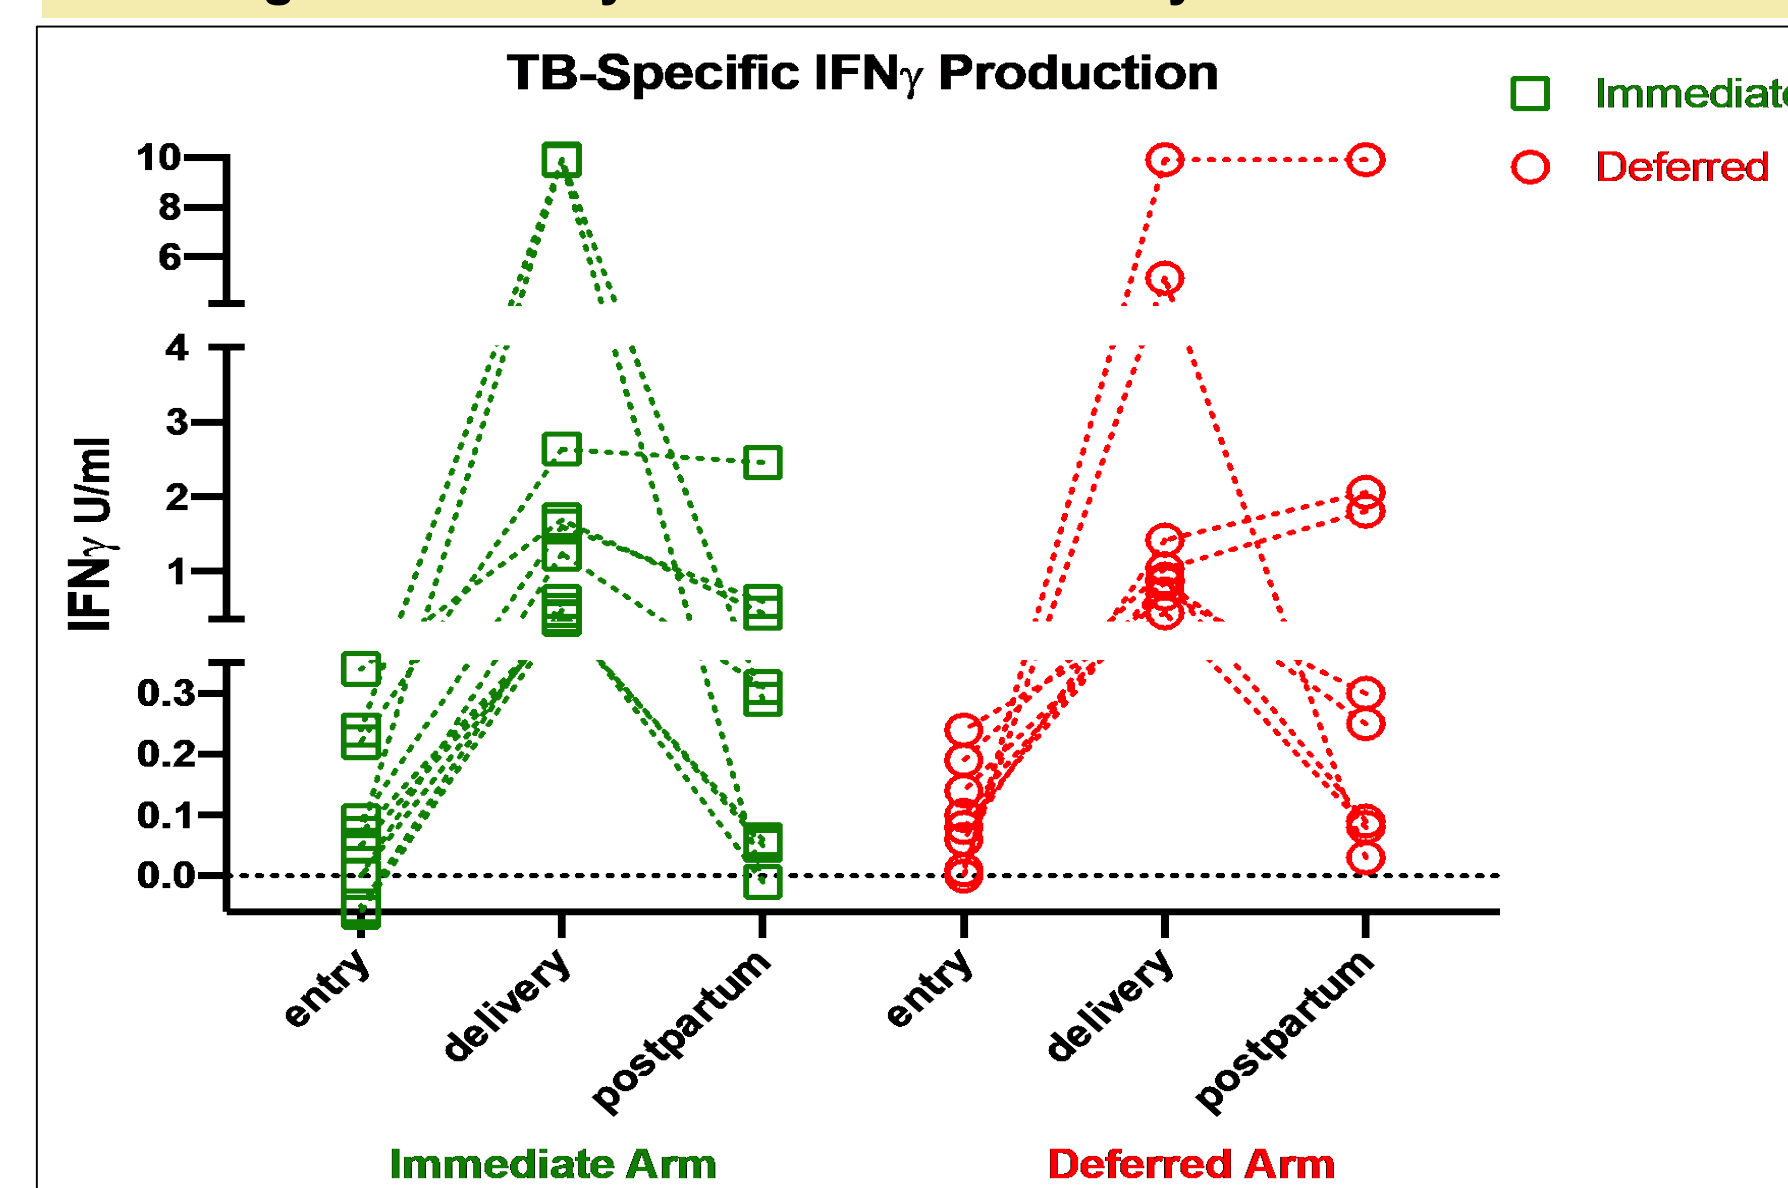 TB-Specific IFNγ Production
Immediate
Deferred
IFNγ U/ml
10
8
6
4
3
2
1
0.3
0.2
0.1
0.0
entry
delivery
postpartum
entry
delivery
postpartum
Immediate Arm
Deferred Arm